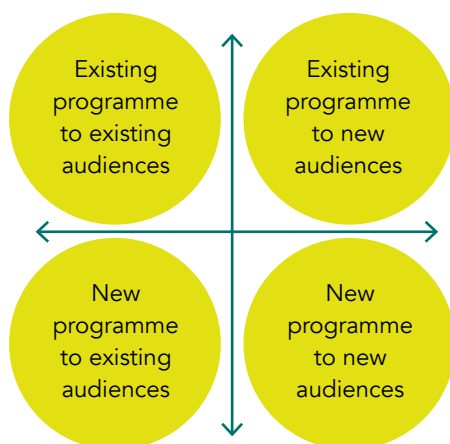 Existing
programme
to existing
audiences
Existing
programme
to new
audiences
New
programme
to existing
audiences
New
programme
to new
audiences